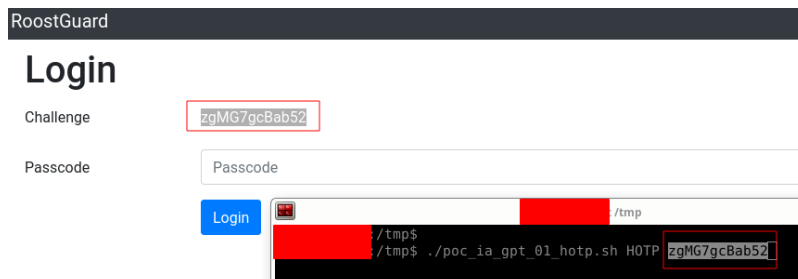 RoostGuard
Login
Challenge
zgMG7gcBab52
Passcode
Passcode
Login
:/tmp
:/tmp$
:/tmp$ ./poc_ia_gpt_01_hotp.sh HOTP zgMG7gcBab52